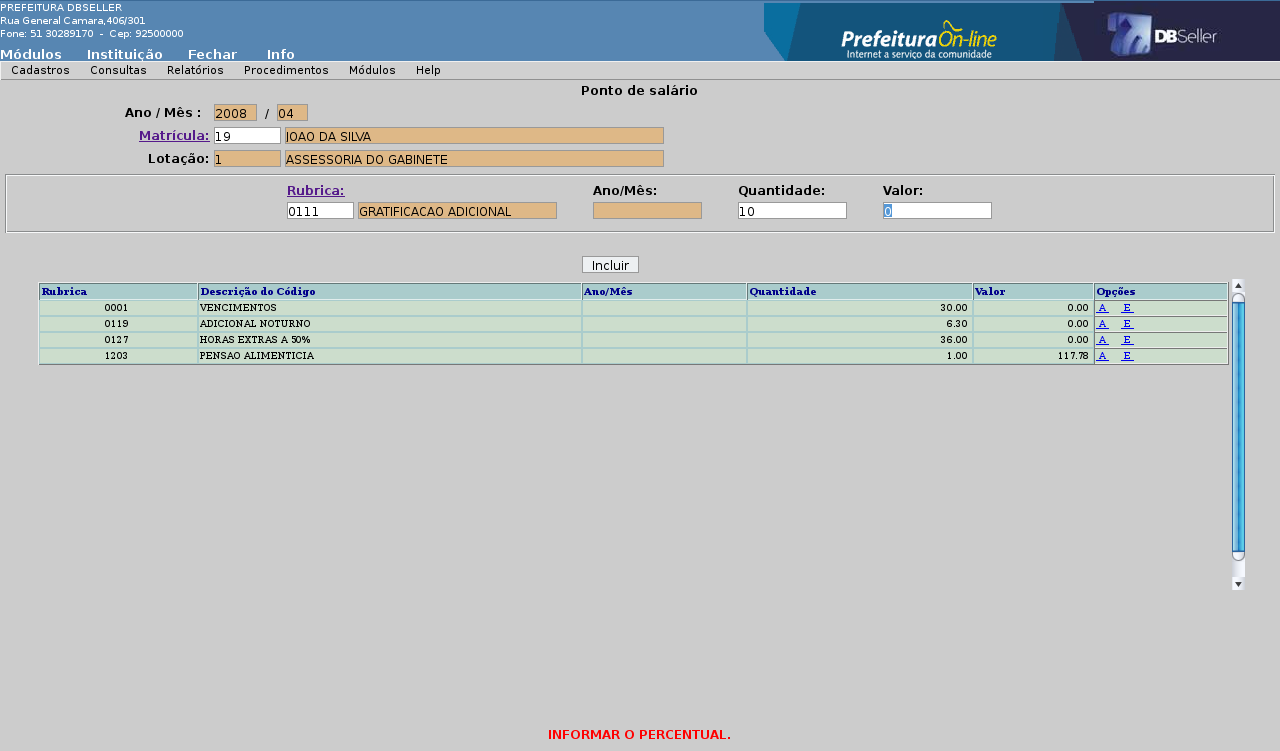 PREFEITURA DBSELLER
Rua General Camara,406/301
Fone: 51 30289170 - Cep: 92500000
Prefeitura On-line
Internet a serviço da comunidade
DBSeller
Módulos Instituição Fechar Info
Cadastros Consultas Relatórios Procedimentos Módulos Help
Ponto de salário
Ano / Mês : 2008 / 04
Matrícula: 19 JOAO DA SILVA
Lotação: 1 ASSESSORIA DO GABINETE
Rubrica: Ano/Mês: Quantidade: Valor:
0111 GRATIFICACAO ADICIONAL 10 0
Incluir
Rubrica Descrição do Código Ano/Mês Quantidade Valor Opções
0001 VENCIMENTOS 30.00 0.00 A E
0119 ADICIONAL NOTURNO 6.30 0.00 A E
0127 HORAS EXTRAS A 50% 36.00 0.00 A E
1203 PENSAO ALIMENTICIA 1.00 117.78 A E
INFORMAR O PERCENTUAL.